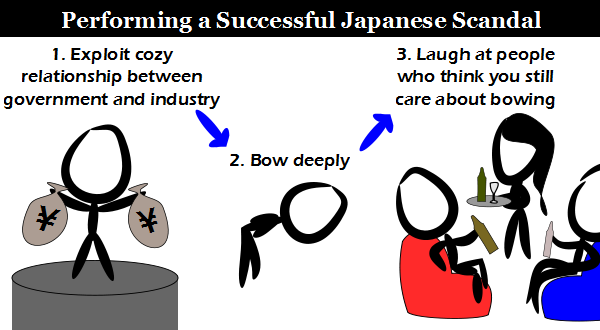 Performing a Successful Japanese Scandal
1. Exploit cozy
relationship between
government and industry
2. Bow deeply
3. Laugh at people
who think you still
care about bowing
¥
¥